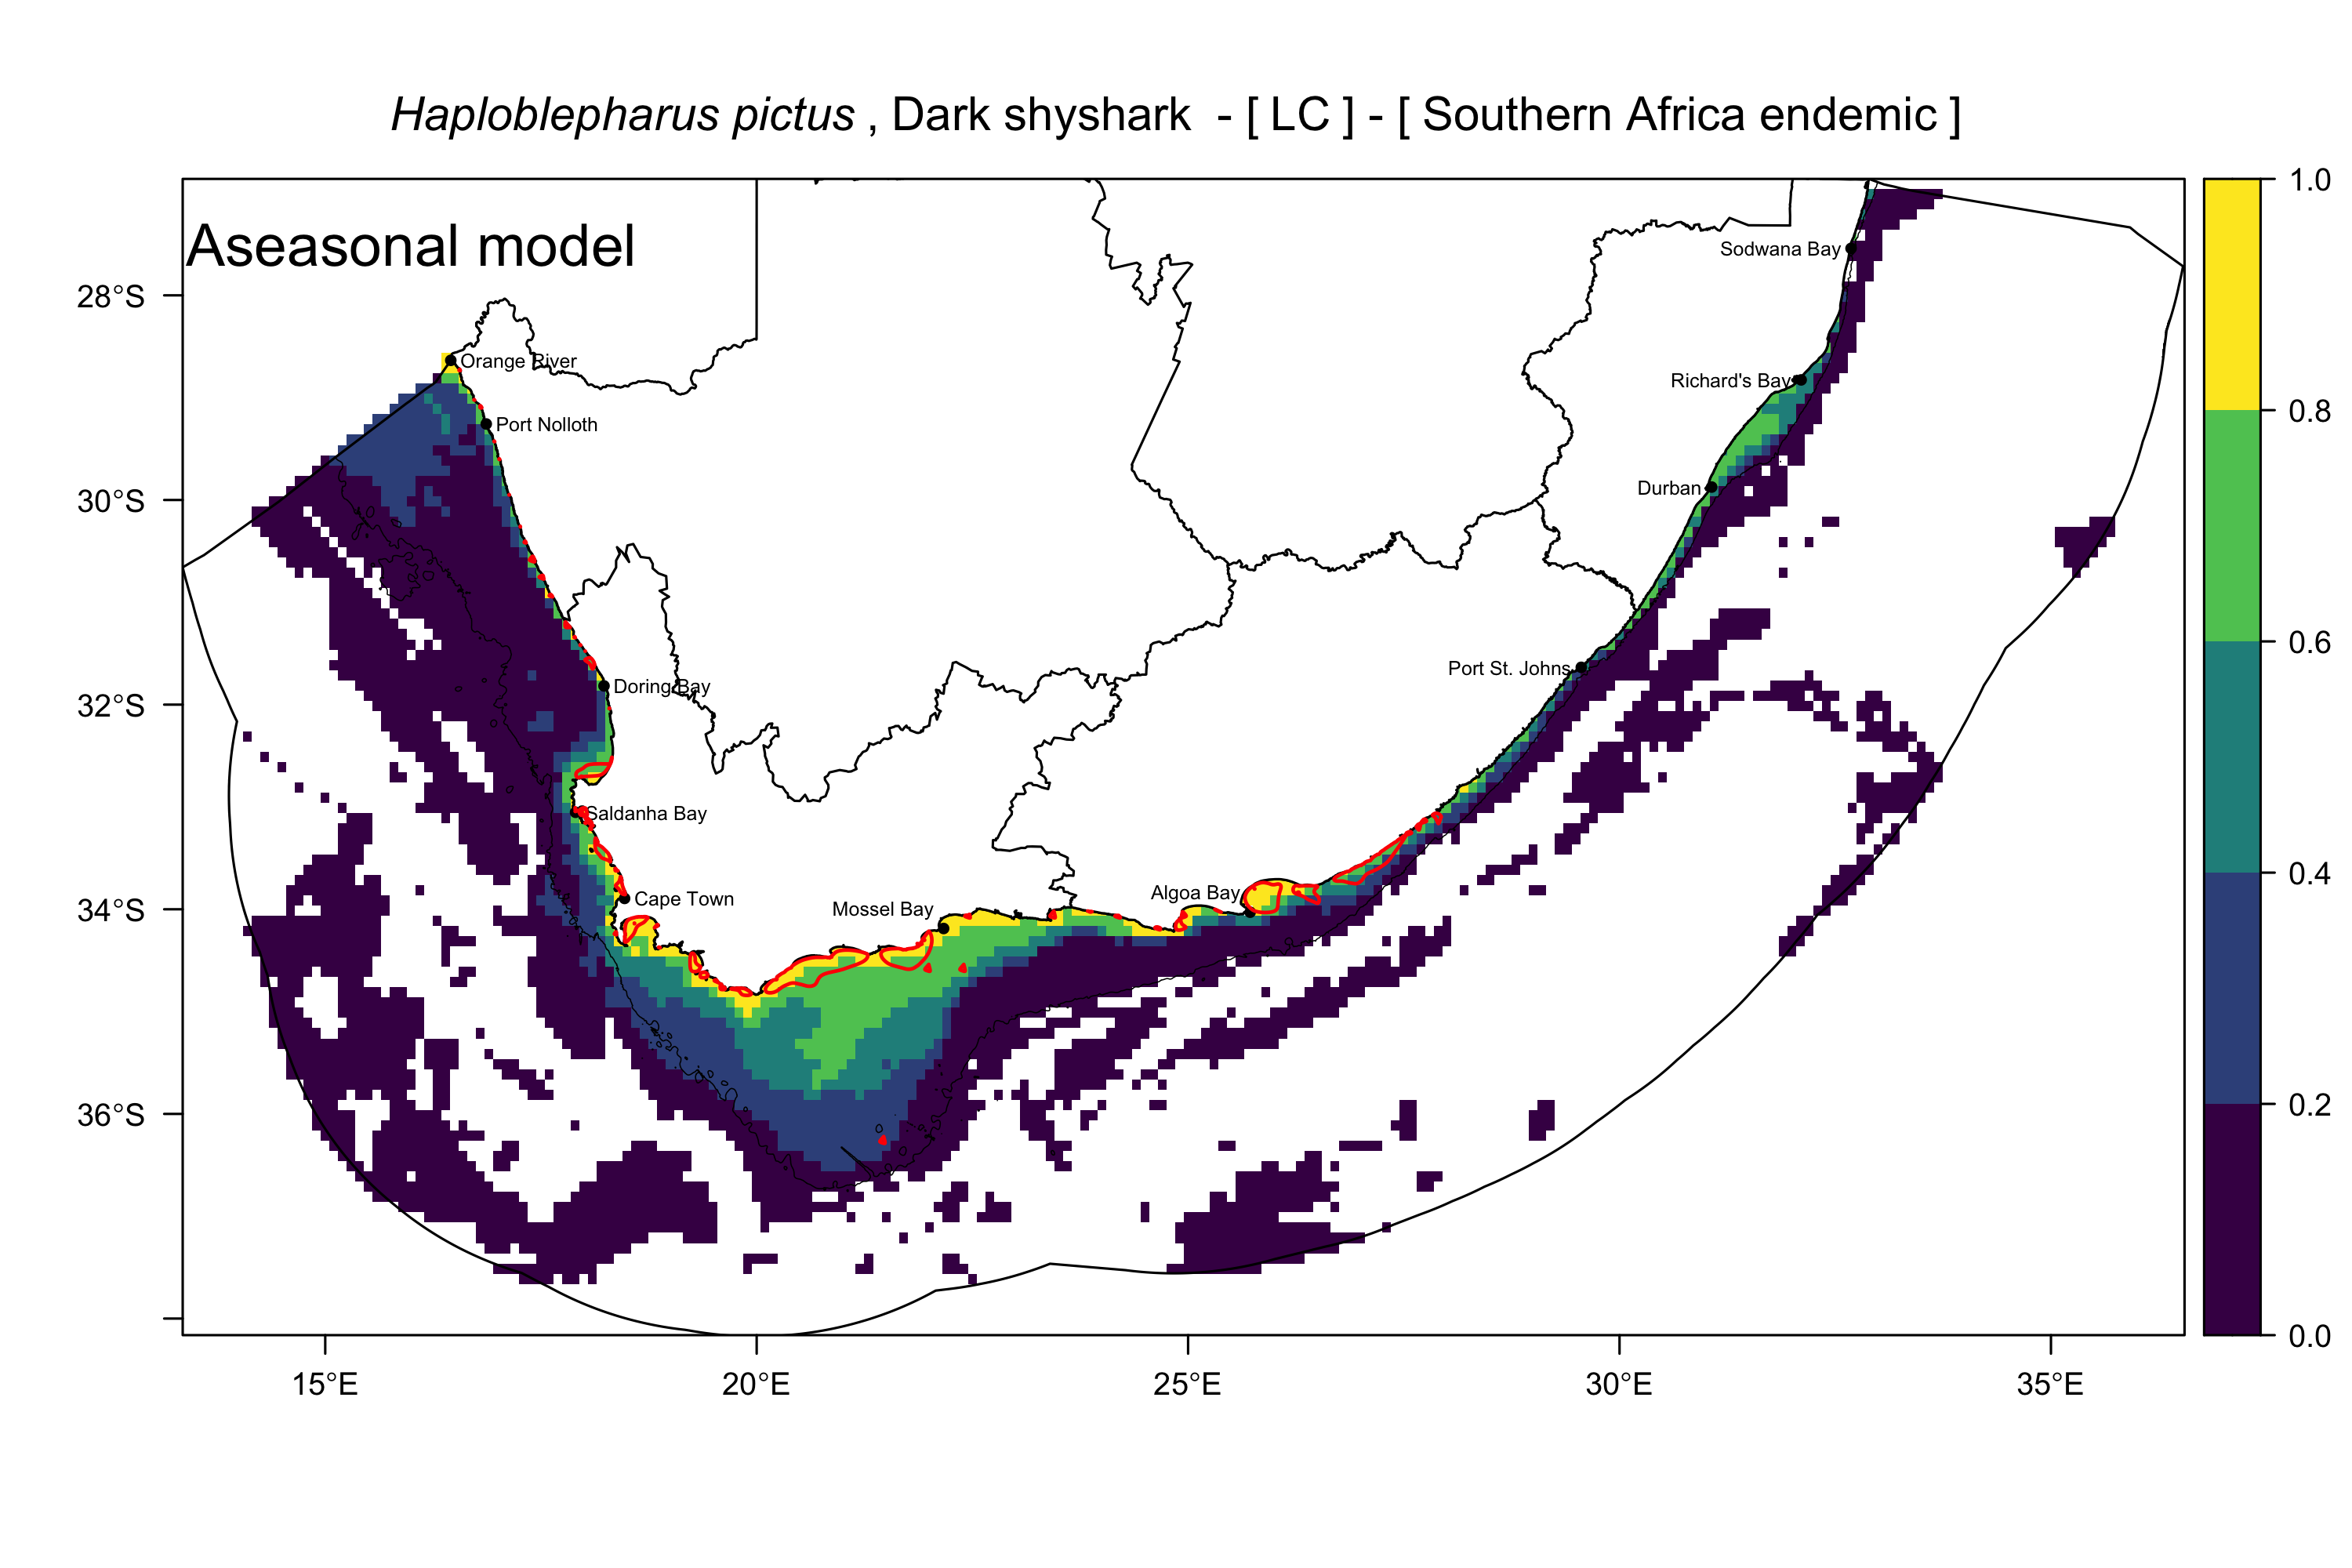 Haploblepharus pictus , Dark shyshark - [ LC ] - [ Southern Africa endemic ]
Aseasonal model
1.0
0.8
0.6
0.4
0.2
0.0
28°S
30°S
32°S
34°S
36°S
Sodwana Bay
Orange River
Richard's Bay
Port Nolloth
Durban
Port St. Johns
Doring Bay
Saldanha Bay
Algoa Bay
Cape Town
Mossel Bay
15°E
20°E
25°E
30°E
35°E